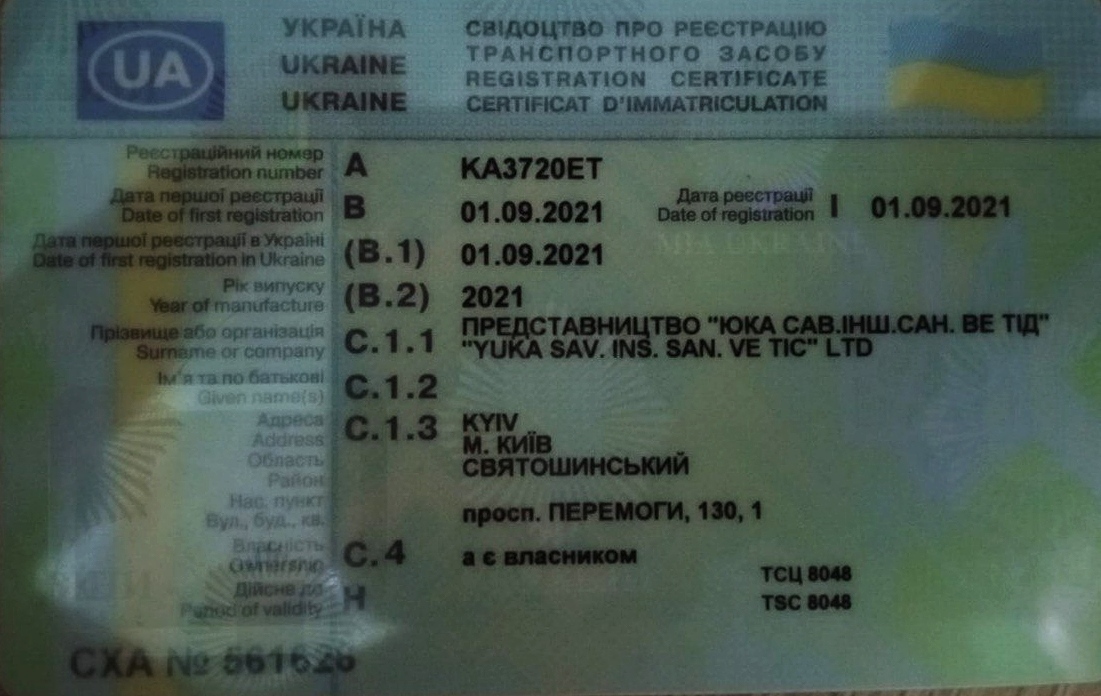 UA
УКРАЇНА
UKRAINE
UKRAINE
СВІДОЦТВО ПРО РЕЄСТРАЦІЮ
ТРАНСПОРТНОГО ЗАСОБУ
REGISTRATION CERTIFICATE
CERTIFICAT D'IMMATRICULATION
Реєстраційний номер
Registration number
A
KA3720ET
Дата першої реєстрації
Date of first registration
B
01.09.2021
Дата реєстрації
Date of registration
I
01.09.2021
Дата першої реєстрації в Україні
Date of first registration in Ukraine
(B.1)
01.09.2021
Рік випуску
Year of manufacture
(B.2)
2021
Прізвище або організація
Surname or company
C.1.1
ПРЕДСТАВНИЦТВО "ЮКА САВ.ІНШ.САН. ВЕ ТІД"
"YUKA SAV. INS. SAN. VE TIC" LTD
Ім'я та по батькові
Given name(s)
C.1.2
Адреса
Address
Область
Район
Нас. пункт
Вул., буд., кв.
C.1.3
KYIV
М. КИЇВ
СВЯТОШИНСЬКИЙ
просп. ПЕРЕМОГИ, 130, 1
Власність
Ownership
C.4
а є власником
Дійсне до
Period of validity
H
ТСЦ 8048
TSC 8048
СХА №